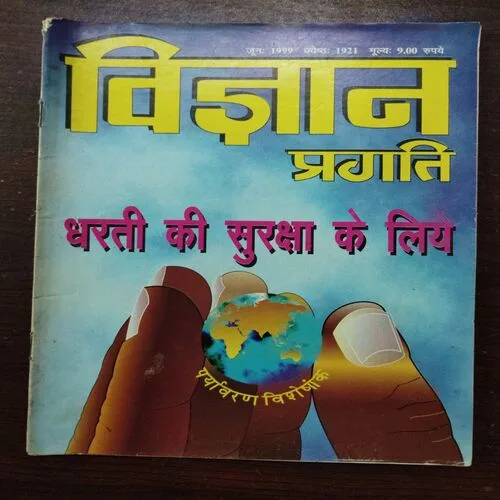 जून: 1999 ज्येष्ठ: 1921 मूल्य: 9.00 रुपये
विज्ञान
प्रगति
धरती की सुरक्षा के लिये
पर्यावरण विशेषांक